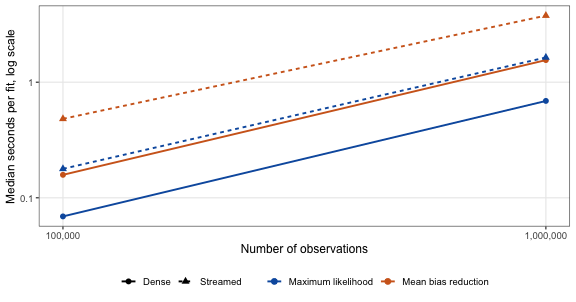 Median seconds per fit, log scale
1
0.1
100,000
1,000,000
Number of observations
Dense Streamed Maximum likelihood Mean bias reduction